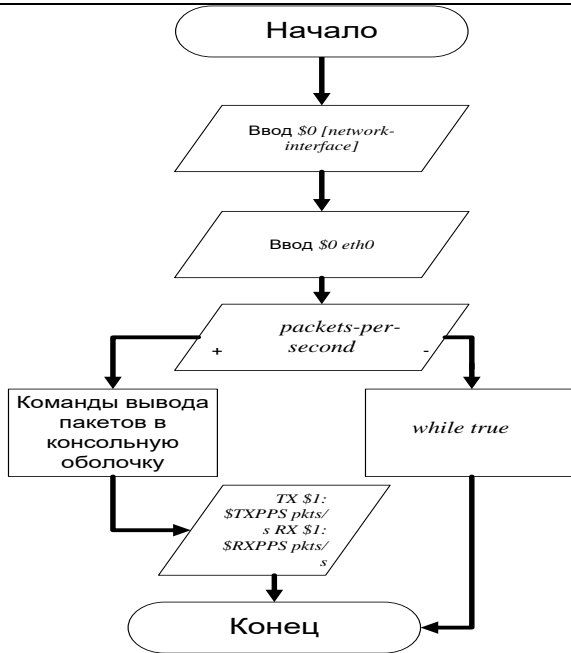 Начало
Ввод $0 [network-
interface]
Ввод $0 eth0
packets-per-
second
+
-
Команды вывода
пакетов в
консольную
оболочку
while true
TX $1:
$TXPPS pkts/
s RX $1:
$RXPPS pkts/
s
Конец